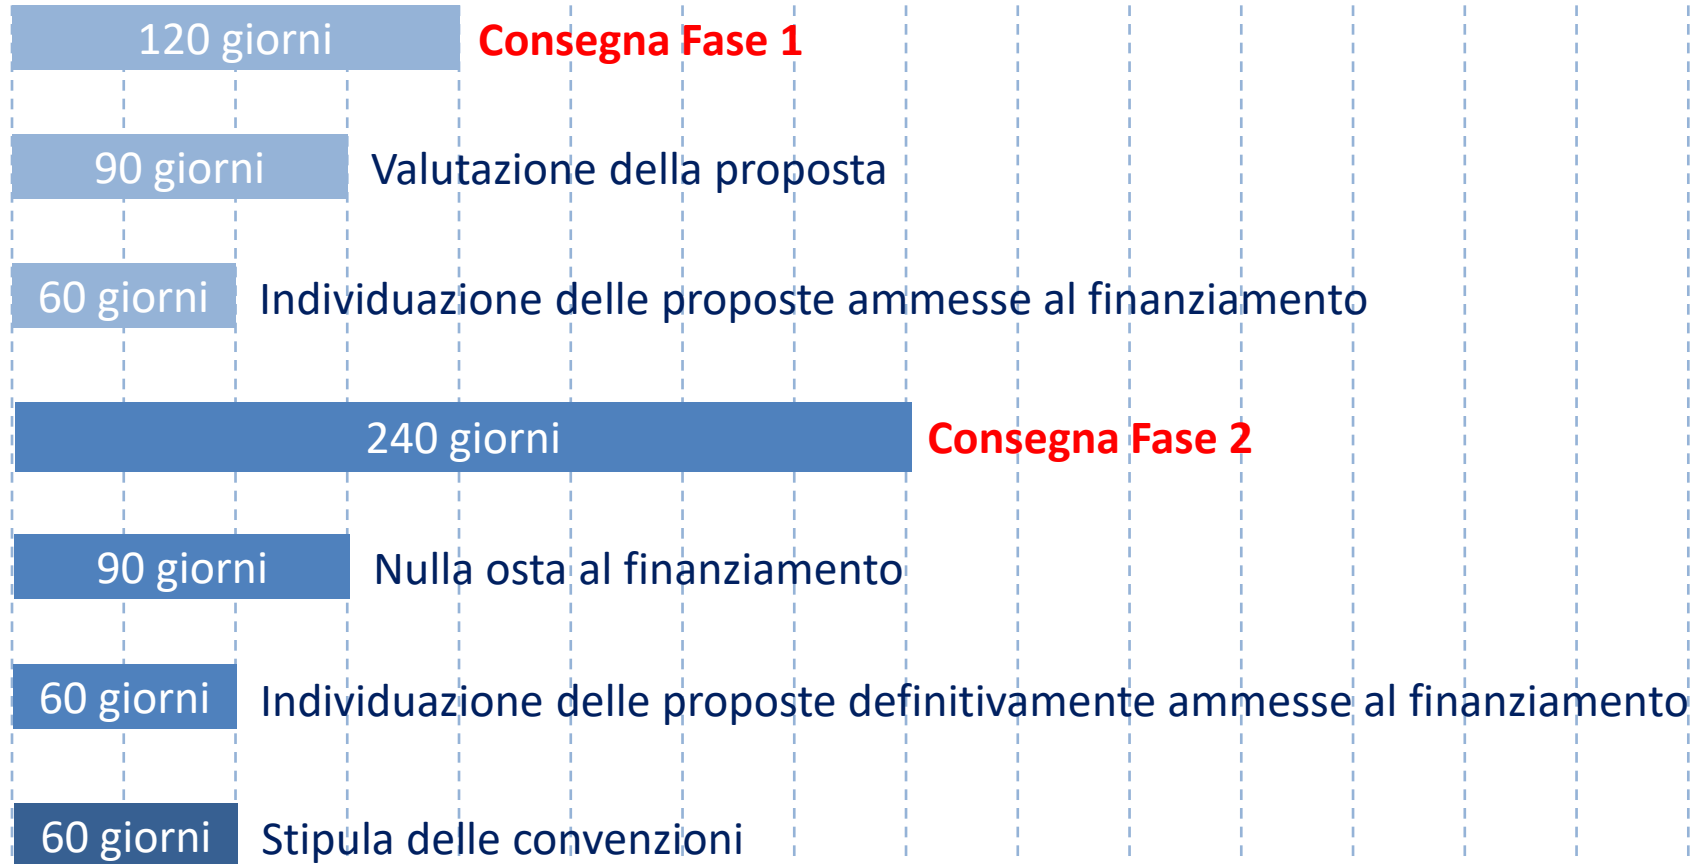 120 giorni Consegna Fase 1
90 giorni Valutazione della proposta
60 giorni Individuazione delle proposte ammesse al finanziamento
240 giorni Consegna Fase 2
90 giorni Nulla osta al finanziamento
60 giorni Individuazione delle proposte definitivamente ammesse al finanziamento
60 giorni Stipula delle convenzioni